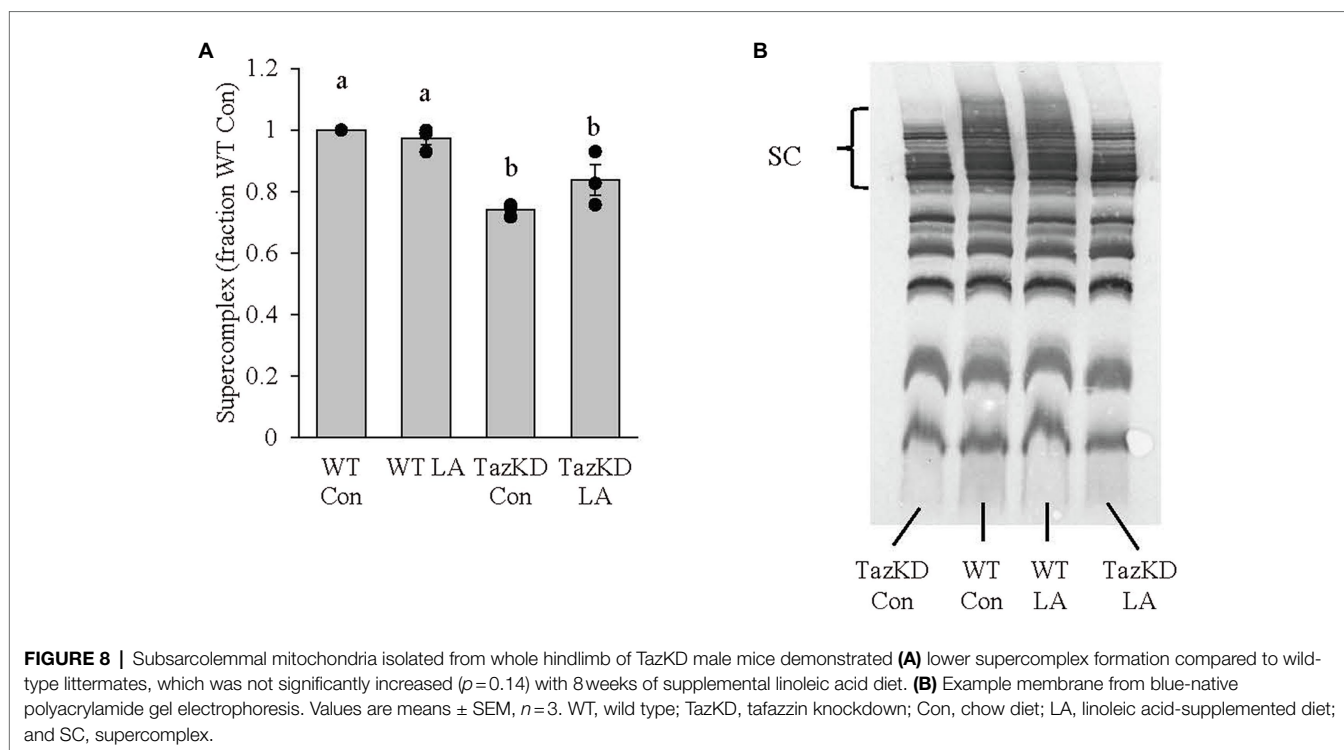 A
B
Supercomplex (fraction WT Con)
1.2
1
0.8
0.6
0.4
0.2
0
a
a
b
b
WT
Con
WT LA
TazKD
Con
TazKD
LA
SC
TazKD
Con
WT
Con
WT
LA
TazKD
LA
FIGURE 8 | Subsarcolemmal mitochondria isolated from whole hindlimb of TazKD male mice demonstrated (A) lower supercomplex formation compared to wild-
type littermates, which was not significantly increased (p=0.14) with 8 weeks of supplemental linoleic acid diet. (B) Example membrane from blue-native
polyacrylamide gel electrophoresis. Values are means ± SEM, n=3. WT, wild type; TazKD, tafazzin knockdown; Con, chow diet; LA, linoleic acid-supplemented diet;
and SC, supercomplex.